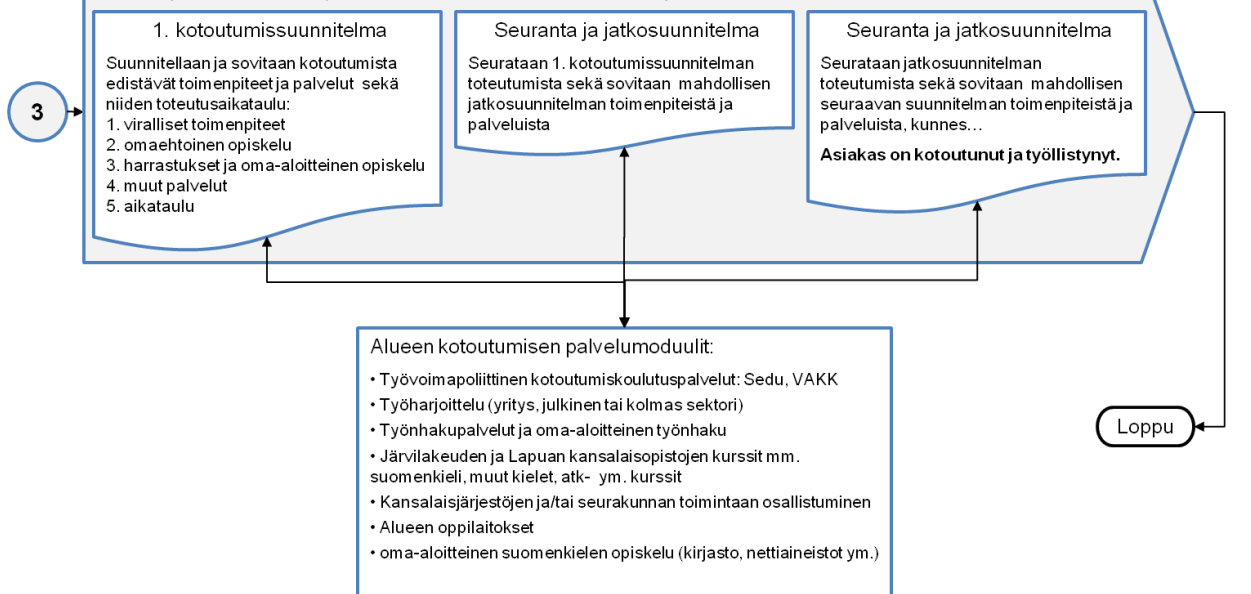 3
1. kotoutumissuunnitelma
Suunnitellaan ja sovitaan kotoutumista
edistävät toimenpiteet ja palvelut sekä
niiden toteutusaikataulu:
1. viralliset toimenpiteet
2. omaehtoinen opiskelu
3. harrastukset ja oma-aloitteinen opiskelu
4. muut palvelut
5. aikataulu
Seuranta ja jatkosuunnitelma
Seurataan 1. kotoutumissuunnitelman
toteutumista sekä sovitaan mahdollisen
jatkosuunnitelman toimenpiteistä ja
palveluista
Seuranta ja jatkosuunnitelma
Seurataan jatkosuunnitelman
toteutumista sekä sovitaan mahdollisen
seuraavan suunnitelman toimenpiteistä ja
palveluista, kunnes…
Asiakas on kotoutunut ja työllistynyt.
Alueen kotoutumisen palvelumoduulit:
• Työvoimapoliittinen kotoutumiskoulutuspalvelut: Sedu, VAKK
• Työharjoittelu (yritys, julkinen tai kolmas sektori)
• Työnhakupalvelut ja oma-aloitteinen työnhaku
• Järvilakeuden ja Lapuan kansalaisopistojen kurssit mm.
suomenkieli, muut kielet, atk- ym. kurssit
• Kansalaisjärjestöjen ja/tai seurakunnan toimintaan osallistuminen
• Alueen oppilaitokset
• oma-aloitteinen suomenkielen opiskelu (kirjasto, nettiaineistot ym.)
Loppu